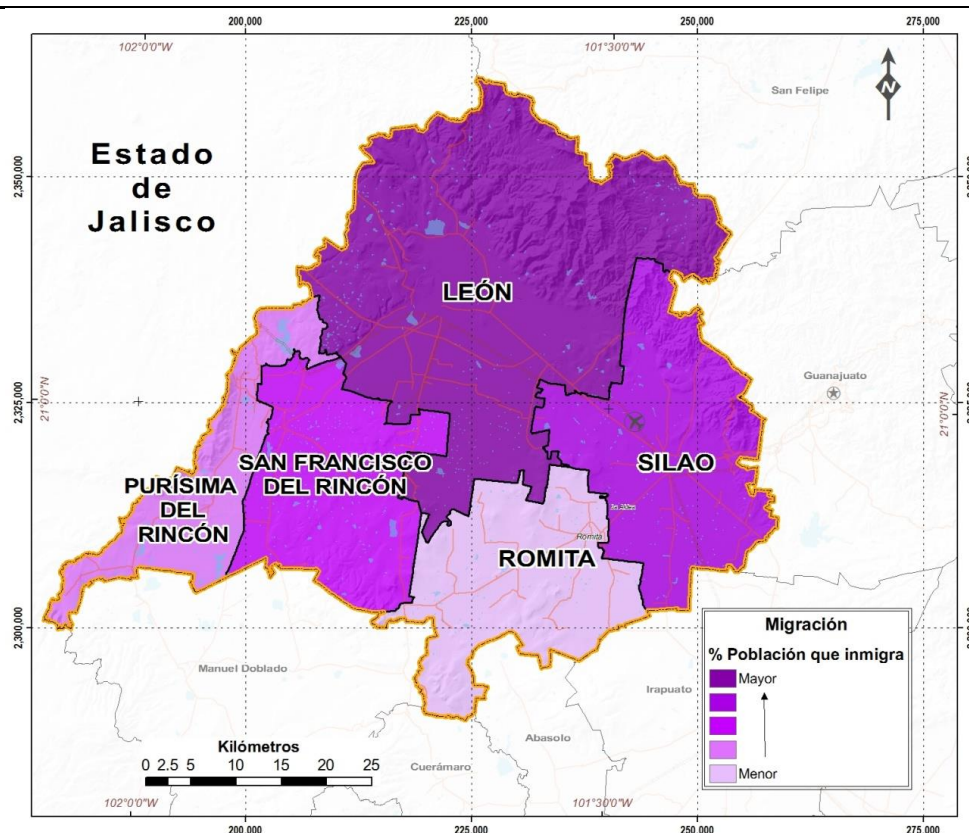 200,000
225,000
250,000
275,000
102°0'0"W
101°30'0"W
San Felipe
N
Estado
de
Jalisco
2,350,000
LEÓN
Guanajuato
21°0'0"N
2,325,000
21°0'0"N
SAN FRANCISCO
DEL RINCÓN
SILAO
PURÍSIMA
DEL
RINCÓN
Romita
ROMITA
2,300,000
Migración
% Población que inmigra
Mayor
Menor
Manuel Doblado
Irapuato
Abasolo
Cuerámaro
Kilómetros
0 2.5 5 10 15 20 25
102°0'0"W
101°30'0"W
200,000
225,000
250,000
275,000